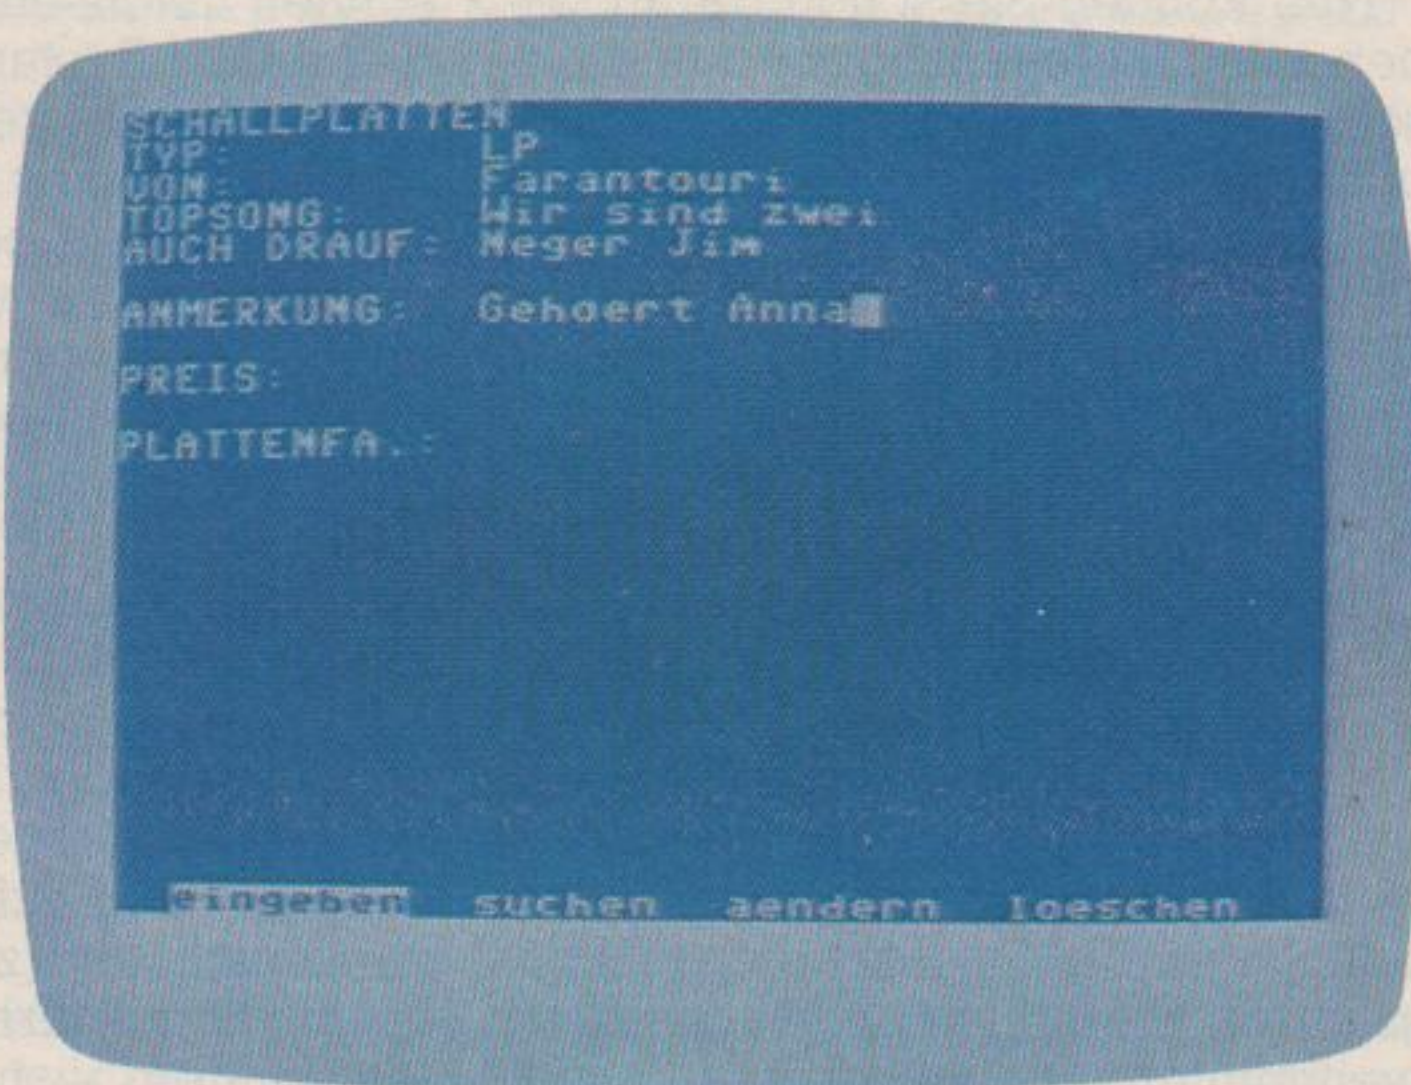 SCHALLPLATTEN
TYP: LP
VON: Farantouri
TOPSONG: Wir sind zwei
AUCH DRAUF: Neger Jim
ANMERKUNG: Gehoert Anna
PREIS:
PLATTENFA.:
eingeben suchen aendern loeschen